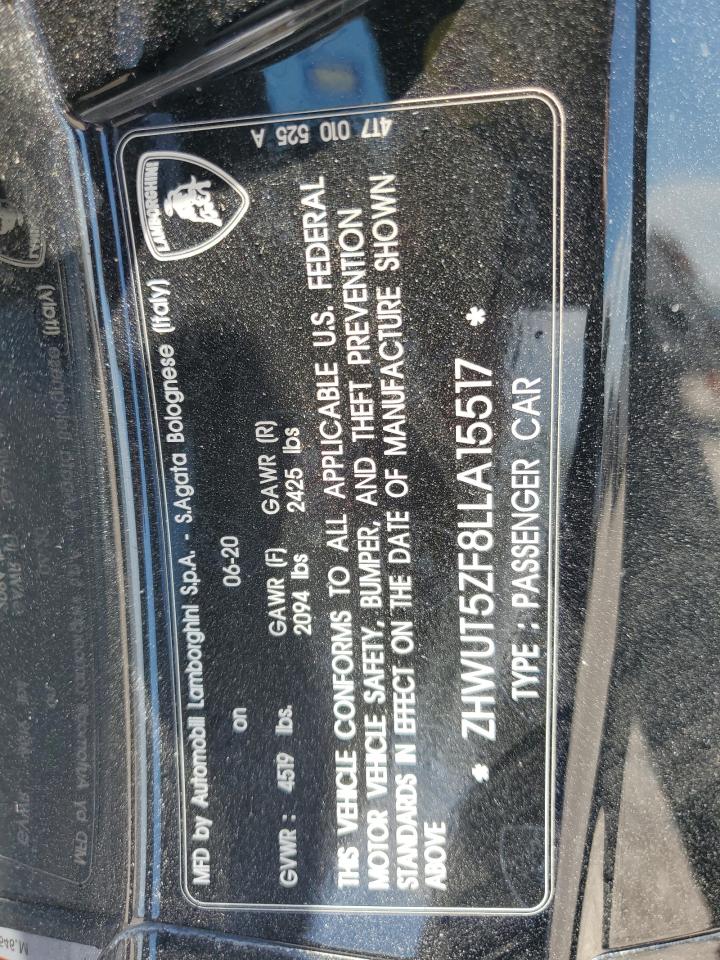 MFD by Automobili Lamborghini S.p.A. - S.Agata Bolognese (Italy)
LAMBORGHINI
on 06-20
GVWR : 4519 lbs. GAWR (F) GAWR (R)
2094 lbs 2425 lbs
THIS VEHICLE CONFORMS TO ALL APPLICABLE U.S. FEDERAL
MOTOR VEHICLE SAFETY, BUMPER, AND THEFT PREVENTION
STANDARDS IN EFFECT ON THE DATE OF MANUFACTURE SHOWN
ABOVE
* ZHWUT5ZF8LLA15517 *
TYPE : PASSENGER CAR
4T7 010 525 A